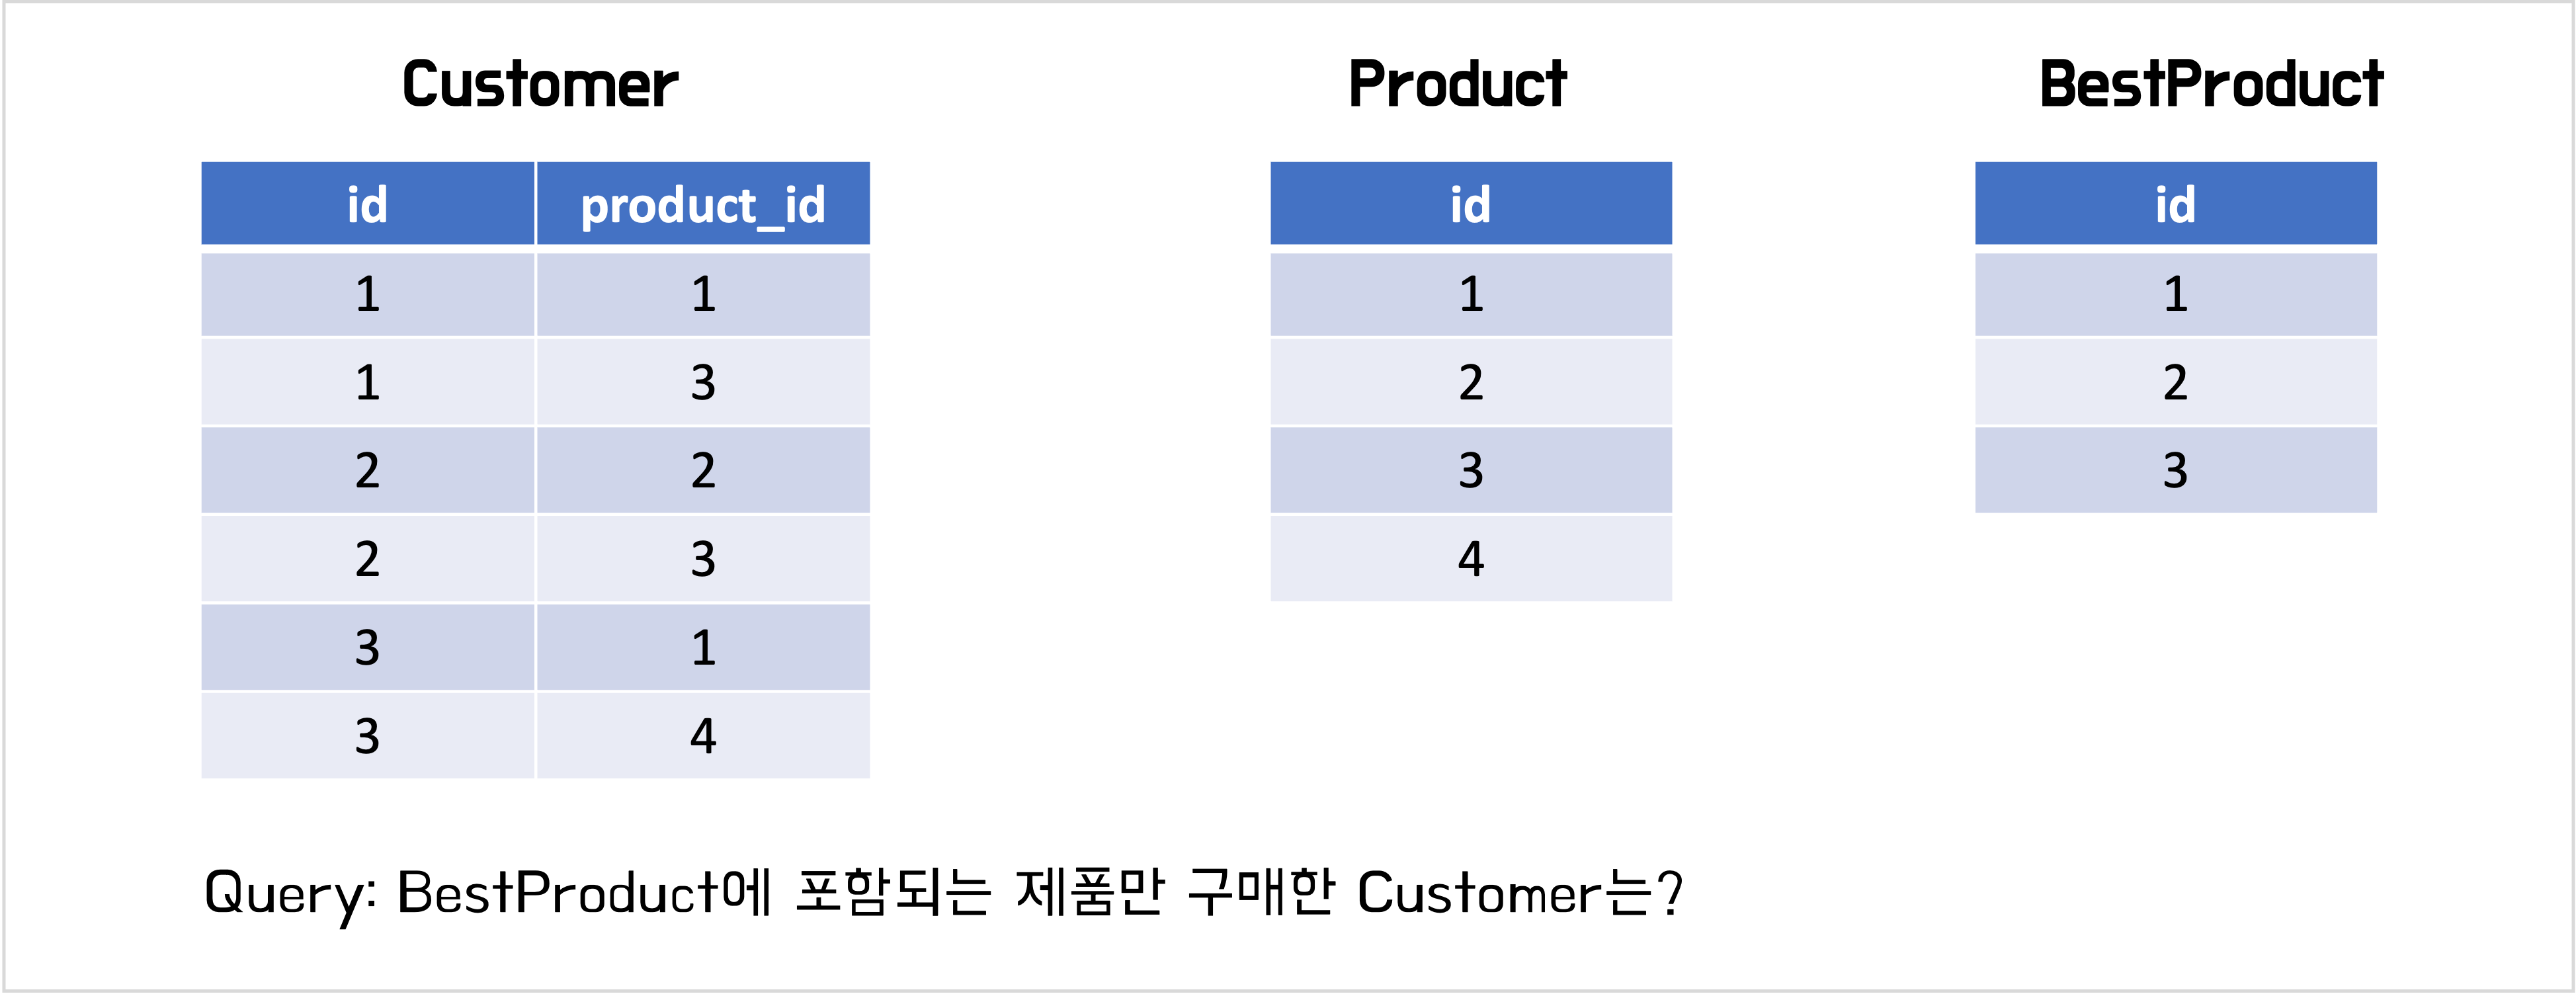 Customer Product BestProduct
id product_id id id
1 1 1 1
1 3 2 2
2 2 3 3
2 3 4
3 1
3 4
Query: BestProduct에 포함되는 제품만 구매한 Customer는?